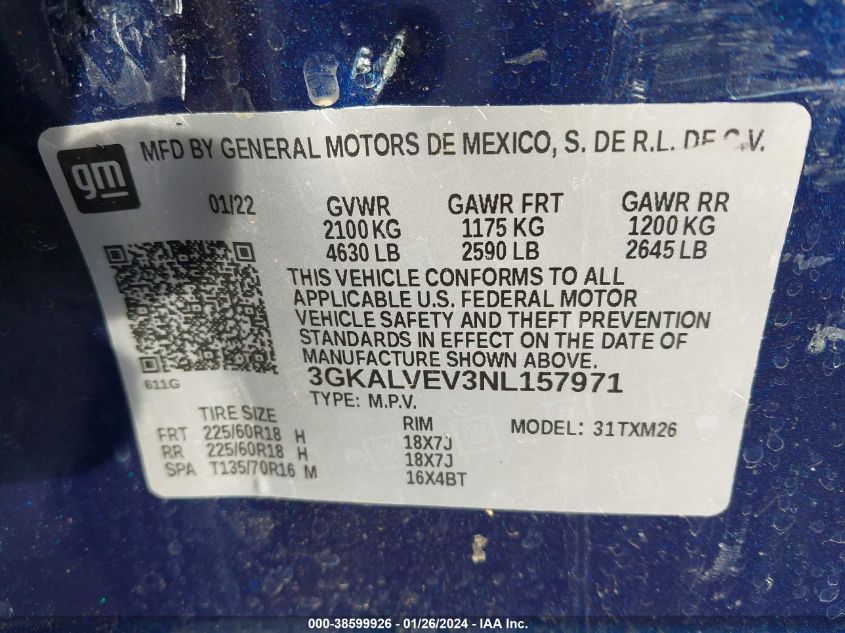 gm
MFD BY GENERAL MOTORS DE MEXICO, S. DE R.L. DE C.V.
01/22 GVWR GAWR FRT GAWR RR
2100 KG 1175 KG 1200 KG
4630 LB 2590 LB 2645 LB
THIS VEHICLE CONFORMS TO ALL
APPLICABLE U.S. FEDERAL MOTOR
VEHICLE SAFETY AND THEFT PREVENTION
STANDARDS IN EFFECT ON THE DATE OF
MANUFACTURE SHOWN ABOVE.
611G
3GKALVEV3NL157971
TYPE: M.P.V.
TIRE SIZE RIM MODEL: 31TXM26
FRT 225/60R18 H 18X7J
RR 225/60R18 H 18X7J
SPA T135/70R16 M 16X4BT
000-38599926 - 01/26/2024 - IAA Inc.